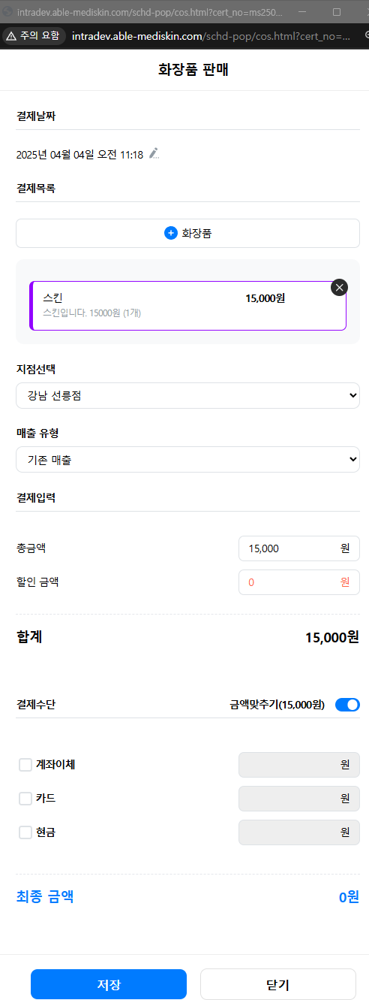 intradev.able-mediskin.com/schd-pop/cos.html?cert_no=ms250...
주의 요함 intradev.able-mediskin.com/schd-pop/cos.html?cert_no=...
화장품 판매
결제날짜
2025년 04월 04일 오전 11:18
결제목록
화장품
스킨 15,000원
스킨입니다. 15000원 (1개)
지점선택
강남 선릉점
매출 유형
기존 매출
결제입력
총금액 15,000 원
할인 금액 0 원
합계 15,000원
결제수단 금액맞추기(15,000원)
계좌이체 원
카드 원
현금 원
최종 금액 0원
저장 닫기